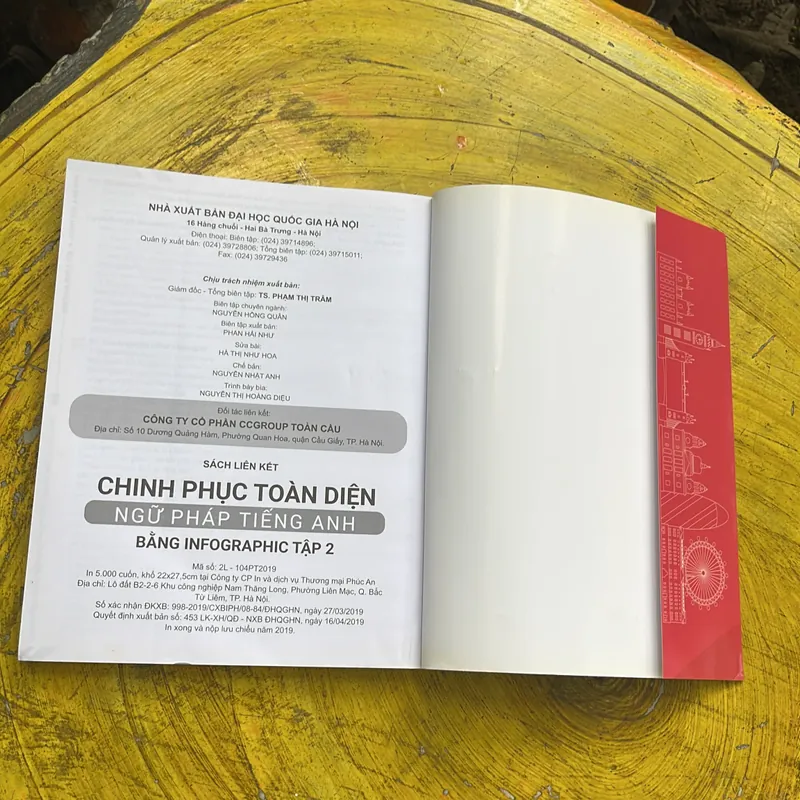 NHÀ XUẤT BẢN ĐẠI HỌC QUỐC GIA HÀ NỘI
16 Hàng chuối - Hai Bà Trưng - Hà Nội
Điện thoại: Biên tập: (024) 39714896;
Quản lý xuất bản: (024) 39728806; Tổng biên tập: (024) 39715011;
Fax: (024) 39729436
Chịu trách nhiệm xuất bản:
Giám đốc - Tổng biên tập: TS. PHẠM THỊ TRÂM
Biên tập chuyên ngành:
NGUYỄN HỒNG QUÂN
Biên tập xuất bản:
PHAN HẢI NHƯ
Sửa bài:
HÀ THỊ NHƯ HOA
Chế bản:
NGUYỄN NHẬT ANH
Trình bày bìa:
NGUYỄN THỊ HOÀNG DIỆU
Đối tác liên kết:
CÔNG TY CỔ PHẦN CCGROUP TOÀN CẦU
Địa chỉ: Số 10 Dương Quảng Hàm, Phường Quan Hoa, quận Cầu Giấy, TP. Hà Nội.
SÁCH LIÊN KẾT
CHINH PHỤC TOÀN DIỆN
NGỮ PHÁP TIẾNG ANH
BẰNG INFOGRAPHIC TẬP 2
Mã số: 2L - 104PT2019
In 5.000 cuốn, khổ 22x27,5cm tại Công ty CP In và dịch vụ Thương mại Phúc An
Địa chỉ: Lô đất B2-2-6 Khu công nghiệp Nam Thăng Long, Phường Liên Mạc, Q. Bắc
Từ Liêm, TP. Hà Nội.
Số xác nhận ĐKXB: 998-2019/CXBIPH/08-84/ĐHQGHN, ngày 27/03/2019
Quyết định xuất bản số: 453 LK-XH/QĐ - NXB ĐHQGHN, ngày 16/04/2019
In xong và nộp lưu chiểu năm 2019.